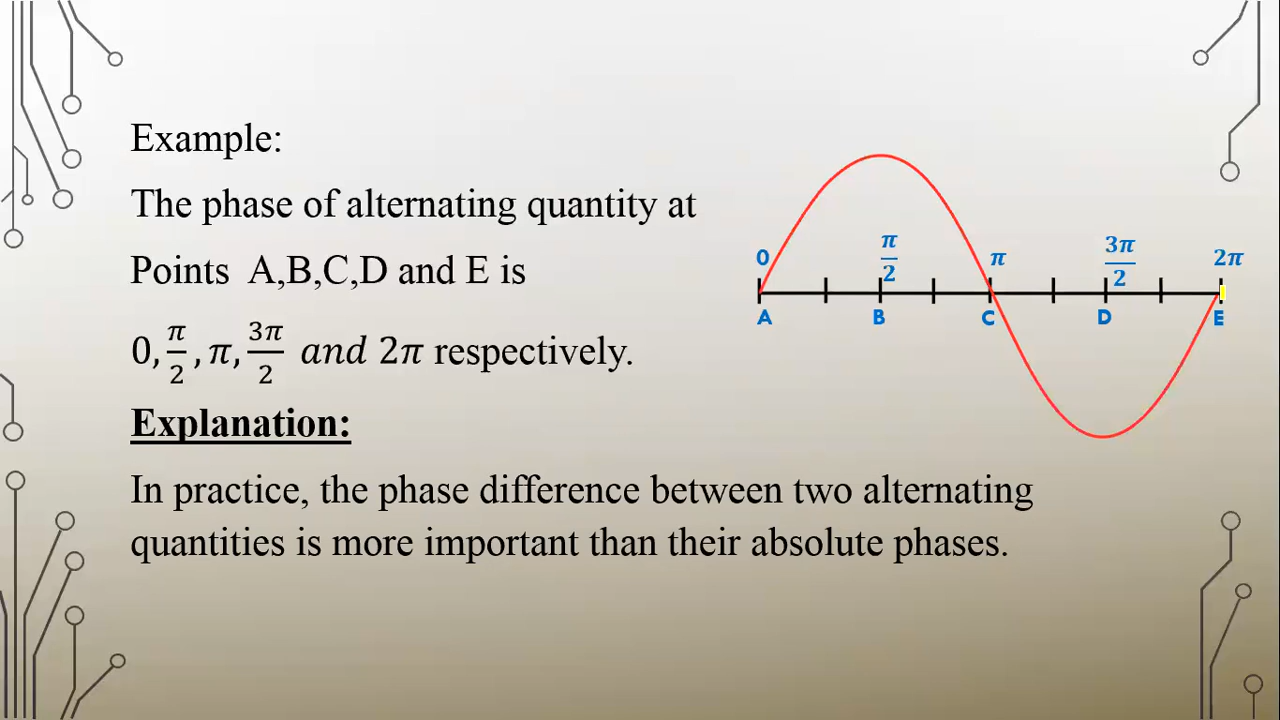 Example:
The phase of alternating quantity at
Points A,B,C,D and E is
0, π/2 , π, 3π/2 and 2π respectively.
Explanation:
In practice, the phase difference between two alternating
quantities is more important than their absolute phases.
0 π/2 π 3π/2 2π
A B C D E